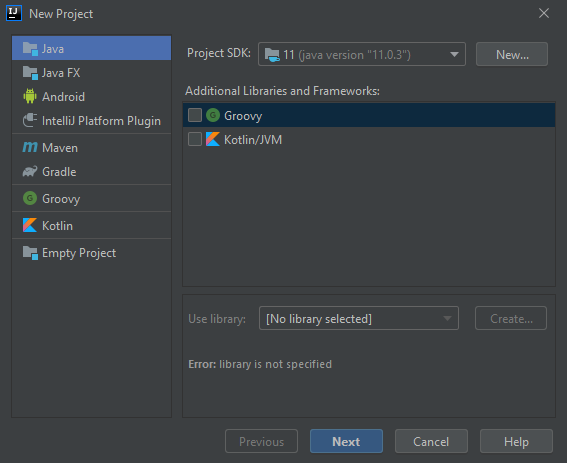 IJ New Project
Java
Java FX
Android
IntelliJ Platform Plugin
Maven
Gradle
Groovy
Kotlin
Empty Project
Project SDK: 11 (java version "11.0.3") New...
Additional Libraries and Frameworks:
G Groovy
Kotlin/JVM
Use library: [No library selected] Create...
Error: library is not specified
Previous Next Cancel Help